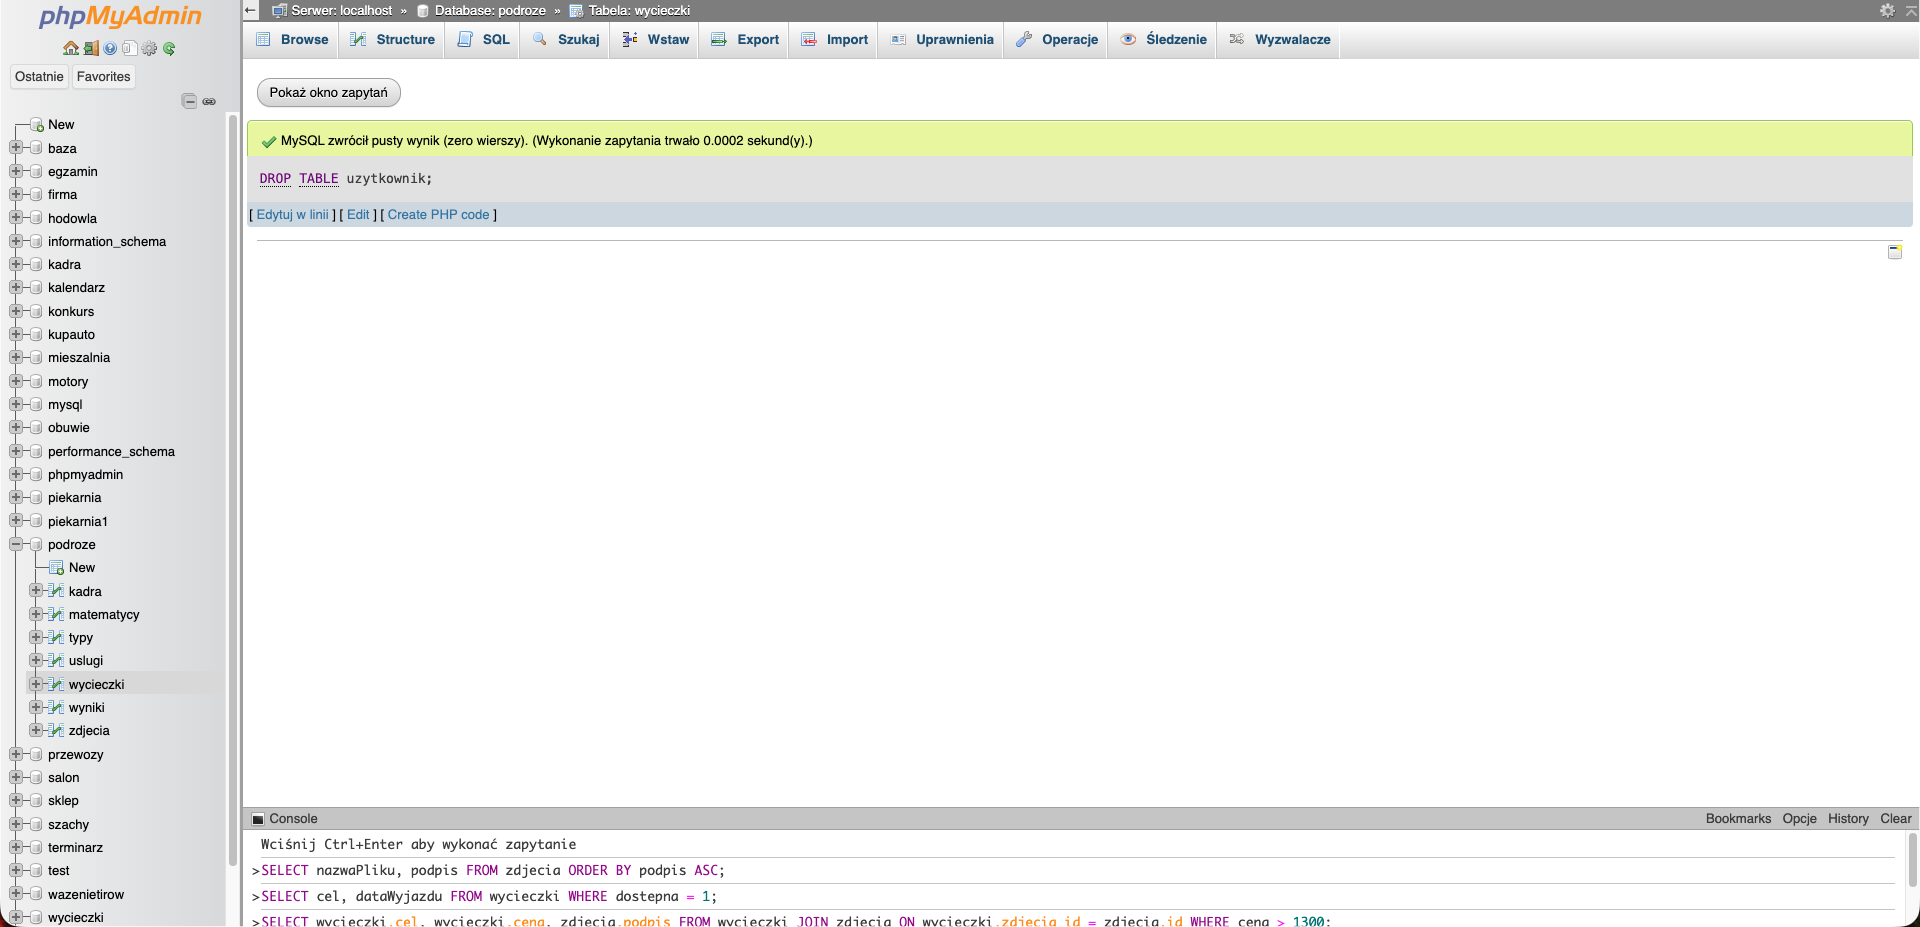 phpMyAdmin
Ostatnie Favorites
New
baza
egzamin
firma
hodowla
information_schema
kadra
kalendarz
konkurs
kupauto
mieszalnia
motory
mysql
obuwie
performance_schema
phpmyadmin
piekarnia
piekarnia1
podroze
New
kadra
matematycy
typy
uslugi
wycieczki
wyniki
zdjecia
przewozy
salon
sklep
szachy
terminarz
test
wazenietirow
wycieczki
Serwer: localhost » Database: podroze » Tabela: wycieczki
Browse Structure SQL Szukaj Wstaw Export Import Uprawnienia Operacje Śledzenie Wyzwalacze
Pokaż okno zapytań
MySQL zwrócił pusty wynik (zero wierszy). (Wykonanie zapytania trwało 0.0002 sekund(y).)
DROP TABLE uzytkownik;
[ Edytuj w linii ] [ Edit ] [ Create PHP code ]
Console Bookmarks Opcje History Clear
Wciśnij Ctrl+Enter aby wykonać zapytanie
>SELECT nazwaPliku, podpis FROM zdjecia ORDER BY podpis ASC;
>SELECT cel, dataWyjazdu FROM wycieczki WHERE dostepna = 1;
>SELECT wycieczki.cel, wycieczki.cena, zdjecia.podpis FROM wycieczki JOIN zdjecia ON wycieczki.zdjecia_id = zdjecia.id WHERE cena > 1300;